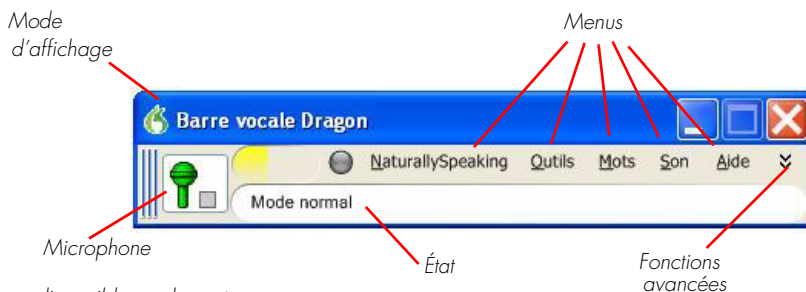 Mode
d'affichage
Menus
Barre vocale Dragon
NaturallySpeaking Outils Mots Son Aide
Mode normal
Microphone
État
Fonctions
avancées